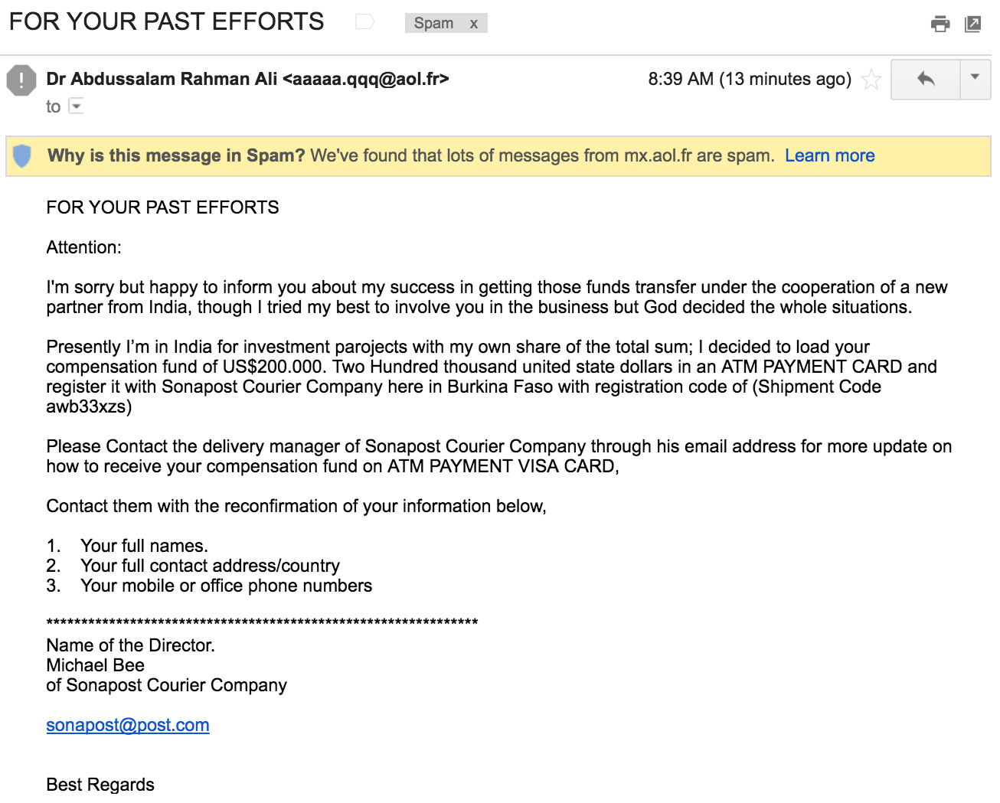 FOR YOUR PAST EFFORTS
Spam x
Dr Abdussalam Rahman Ali <aaaaa.qqq@aol.fr>
8:39 AM (13 minutes ago)
to
Why is this message in Spam? We've found that lots of messages from mx.aol.fr are spam. Learn more
FOR YOUR PAST EFFORTS
Attention:
I'm sorry but happy to inform you about my success in getting those funds transfer under the cooperation of a new
partner from India, though I tried my best to involve you in the business but God decided the whole situations.
Presently I’m in India for investment parojects with my own share of the total sum; I decided to load your
compensation fund of US$200.000. Two Hundred thousand united state dollars in an ATM PAYMENT CARD and
register it with Sonapost Courier Company here in Burkina Faso with registration code of (Shipment Code
awb33xzs)
Please Contact the delivery manager of Sonapost Courier Company through his email address for more update on
how to receive your compensation fund on ATM PAYMENT VISA CARD,
Contact them with the reconfirmation of your information below,
1. Your full names.
2. Your full contact address/country
3. Your mobile or office phone numbers
**************************************************************
Name of the Director.
Michael Bee
of Sonapost Courier Company
sonapost@post.com
Best Regards